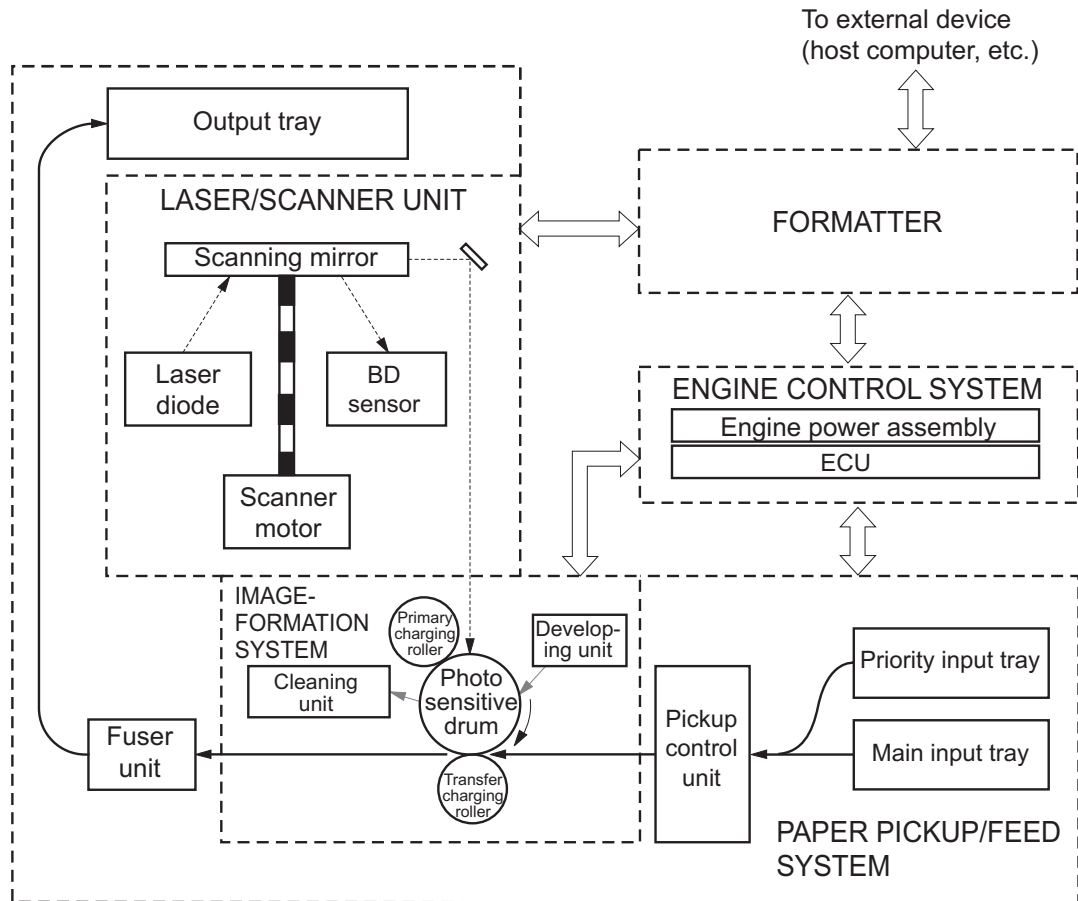 To external device
(host computer, etc.)
Output tray
LASER/SCANNER UNIT
FORMATTER
Scanning mirror
Laser
diode
BD
sensor
ENGINE CONTROL SYSTEM
Engine power assembly
ECU
Scanner
motor
IMAGE-
FORMATION
SYSTEM
Primary
charging
roller
Develop-
ing unit
Cleaning
unit
Photo
sensitive
drum
Priority input tray
Pickup
control
unit
Main input tray
Fuser
unit
Transfer
charging
roller
PAPER PICKUP/FEED
SYSTEM